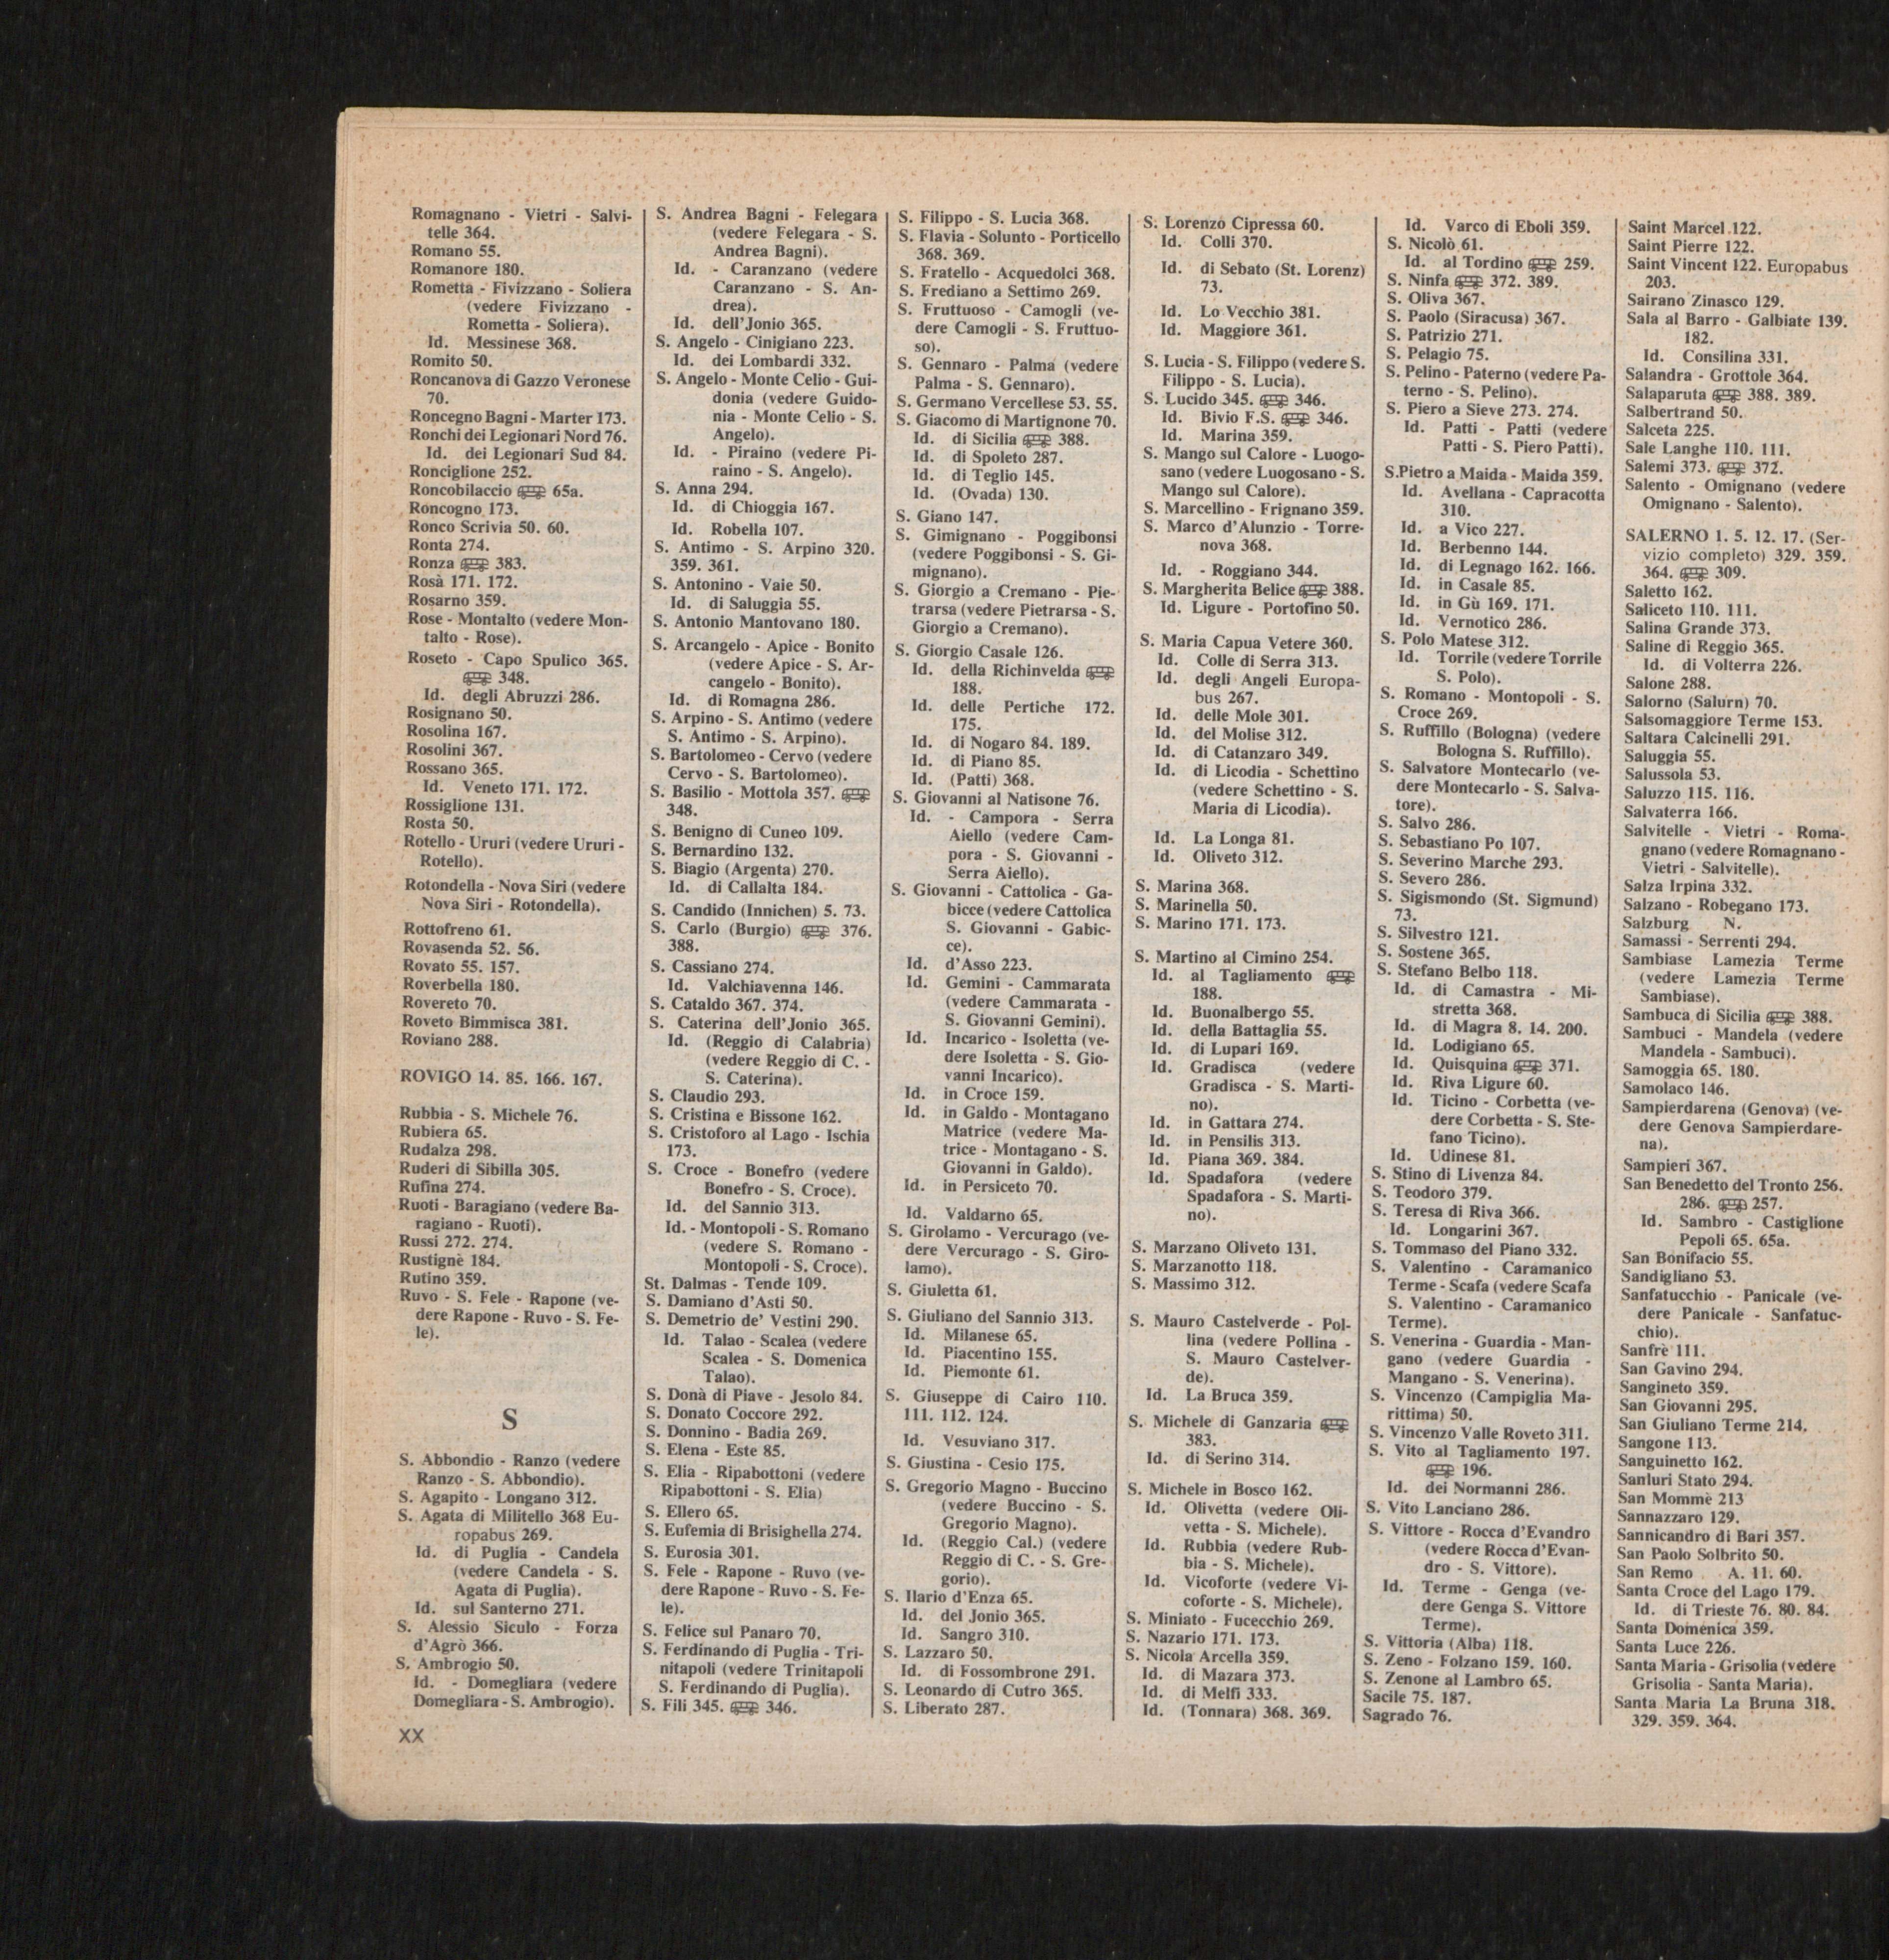 Romagnano - Vietri - Salvi-
telle 364.
Romano 55.
Romanore 180.
Rometta - Fivizzano - Soliera
(vedere Fivizzano -
Rometta - Soliera).
Id. Messinese 368.
Romito 50.
Roncanova di Gazzo Veronese
70.
Roncegno Bagni - Marter 173.
Ronchi dei Legionari Nord 76.
Id. dei Legionari Sud 84.
Ronciglione 252.
Roncobilaccio 65a.
Roncogno 173.
Ronco Scrivia 50. 60.
Ronta 274.
Ronza 383.
Rosà 171. 172.
Rosarno 359.
Rose - Montalto (vedere Mon-
talto - Rose).
Roseto - Capo Spulico 365.
348.
Id. degli Abruzzi 286.
Rosignano 50.
Rosolina 167.
Rosolini 367.
Rossano 365.
Id. Veneto 171. 172.
Rossiglione 131.
Rosta 50.
Rotello - Ururi (vedere Ururi -
Rotello).
Rotondella - Nova Siri (vedere
Nova Siri - Rotondella).
Rottofreno 61.
Rovasenda 52. 56.
Rovato 55. 157.
Roverbella 180.
Rovereto 70.
Roveto Bimmisca 381.
Roviano 288.
ROVIGO 14. 85. 166. 167.
Rubbia - S. Michele 76.
Rubiera 65.
Rudalza 298.
Ruderi di Sibilla 305.
Rufina 274.
Ruoti - Baragiano (vedere Ba-
ragiano - Ruoti).
Russi 272. 274.
Rustignè 184.
Rutino 359.
Ruvo - S. Fele - Rapone (ve-
dere Rapone - Ruvo - S. Fe-
le).
S
S. Abbondio - Ranzo (vedere
Ranzo - S. Abbondio).
S. Agapito - Longano 312.
S. Agata di Militello 368 Eu-
ropabus 269.
Id. di Puglia - Candela
(vedere Candela - S.
Agata di Puglia).
Id. sul Santerno 271.
S. Alessio Siculo - Forza
d'Agrò 366.
S. Ambrogio 50.
Id. - Domegliara (vedere
Domegliara - S. Ambrogio).
XX
S. Andrea Bagni - Felegara
(vedere Felegara - S.
Andrea Bagni).
Id. - Caranzano (vedere
Caranzano - S. An-
drea).
Id. dell'Jonio 365.
S. Angelo - Cinigiano 223.
Id. dei Lombardi 332.
S. Angelo - Monte Celio - Gui-
donia (vedere Guido-
nia - Monte Celio - S.
Angelo).
Id. - Piraino (vedere Pi-
raino - S. Angelo).
S. Anna 294.
Id. di Chioggia 167.
Id. Robella 107.
S. Antimo - S. Arpino 320.
359. 361.
S. Antonino - Vaie 50.
Id. di Saluggia 55.
S. Antonio Mantovano 180.
S. Arcangelo - Apice - Bonito
(vedere Apice - S. Ar-
cangelo - Bonito).
Id. di Romagna 286.
S. Arpino - S. Antimo (vedere
S. Antimo - S. Arpino).
S. Bartolomeo - Cervo (vedere
Cervo - S. Bartolomeo).
S. Basilio - Mottola 357.
348.
S. Benigno di Cuneo 109.
S. Bernardino 132.
S. Biagio (Argenta) 270.
Id. di Callalta 184.
S. Candido (Innichen) 5. 73.
S. Carlo (Burgio) 376.
388.
S. Cassiano 274.
Id. Valchiavenna 146.
S. Cataldo 367. 374.
S. Caterina dell'Jonio 365.
Id. (Reggio di Calabria)
(vedere Reggio di C. -
S. Caterina).
S. Claudio 293.
S. Cristina e Bissone 162.
S. Cristoforo al Lago - Ischia
173.
S. Croce - Bonefro (vedere
Bonefro - S. Croce).
Id. del Sannio 313.
Id. - Montopoli - S. Romano
(vedere S. Romano -
Montopoli - S. Croce).
St. Dalmas - Tende 109.
S. Damiano d'Asti 50.
S. Demetrio de' Vestini 290.
Id. Talao - Scalea (vedere
Scalea - S. Domenica
Talao).
S. Donà di Piave - Jesolo 84.
S. Donato Coccore 292.
S. Donnino - Badia 269.
S. Elena - Este 85.
S. Elia - Ripabottoni (vedere
Ripabottoni - S. Elia)
S. Ellero 65.
S. Eufemia di Brisighella 274.
S. Eurosia 301.
S. Fele - Rapone - Ruvo (ve-
dere Rapone - Ruvo - S. Fe-
le).
S. Felice sul Panaro 70.
S. Ferdinando di Puglia - Tri-
nitapoli (vedere Trinitapoli
S. Ferdinando di Puglia).
S. Fili 345. 346.
S. Filippo - S. Lucia 368.
S. Flavia - Solunto - Porticello
368. 369.
S. Fratello - Acquedolci 368.
S. Frediano a Settimo 269.
S. Fruttuoso - Camogli (ve-
dere Camogli - S. Fruttuo-
so).
S. Gennaro - Palma (vedere
Palma - S. Gennaro).
S. Germano Vercellese 53. 55.
S. Giacomo di Martignone 70.
Id. di Sicilia 388.
Id. di Spoleto 287.
Id. di Teglio 145.
Id. (Ovada) 130.
S. Giano 147.
S. Gimignano - Poggibonsi
(vedere Poggibonsi - S. Gi-
mignano).
S. Giorgio a Cremano - Pie-
trarsa (vedere Pietrarsa - S.
Giorgio a Cremano).
S. Giorgio Casale 126.
Id. della Richinvelda
188.
Id. delle Pertiche 172.
175.
Id. di Nogaro 84. 189.
Id. di Piano 85.
Id. (Patti) 368.
S. Giovanni al Natisone 76.
Id. - Campora - Serra
Aiello (vedere Cam-
pora - S. Giovanni -
Serra Aiello).
S. Giovanni - Cattolica - Ga-
bicce (vedere Cattolica
S. Giovanni - Gabic-
ce).
Id. d'Asso 223.
Id. Gemini - Cammarata
(vedere Cammarata -
S. Giovanni Gemini).
Id. Incarico - Isoletta (ve-
dere Isoletta - S. Gio-
vanni Incarico).
Id. in Croce 159.
Id. in Galdo - Montagano
Matrice (vedere Ma-
trice - Montagano - S.
Giovanni in Galdo).
Id. in Persiceto 70.
Id. Valdarno 65.
S. Girolamo - Vercurago (ve-
dere Vercurago - S. Giro-
lamo).
S. Giuletta 61.
S. Giuliano del Sannio 313.
Id. Milanese 65.
Id. Piacentino 155.
Id. Piemonte 61.
S. Giuseppe di Cairo 110.
111. 112. 124.
Id. Vesuviano 317.
S. Giustina - Cesio 175.
S. Gregorio Magno - Buccino
(vedere Buccino - S.
Gregorio Magno).
Id. (Reggio Cal.) (vedere
Reggio di C. - S. Gre-
gorio).
S. Ilario d'Enza 65.
Id. del Jonio 365.
Id. Sangro 310.
S. Lazzaro 50.
Id. di Fossombrone 291.
S. Leonardo di Cutro 365.
S. Liberato 287.
S. Lorenzo Cipressa 60.
Id. Colli 370.
Id. di Sebato (St. Lorenz)
73.
Id. Lo Vecchio 381.
Id. Maggiore 361.
S. Lucia - S. Filippo (vedere S.
Filippo - S. Lucia).
S. Lucido 345. 346.
Id. Bivio F.S. 346.
Id. Marina 359.
S. Mango sul Calore - Luogo-
sano (vedere Luogosano - S.
Mango sul Calore).
S. Marcellino - Frignano 359.
S. Marco d'Alunzio - Torre-
nova 368.
Id. - Roggiano 344.
S. Margherita Belice 388.
Id. Ligure - Portofino 50.
S. Maria Capua Vetere 360.
Id. Colle di Serra 313.
Id. degli Angeli Europa-
bus 267.
Id. delle Mole 301.
Id. del Molise 312.
Id. di Catanzaro 349.
Id. di Licodia - Schettino
(vedere Schettino - S.
Maria di Licodia).
Id. La Longa 81.
Id. Oliveto 312.
S. Marina 368.
S. Marinella 50.
S. Marino 171. 173.
S. Martino al Cimino 254.
Id. al Tagliamento
188.
Id. Buonalbergo 55.
Id. della Battaglia 55.
Id. di Lupari 169.
Id. Gradisca (vedere
Gradisca - S. Marti-
no).
Id. in Gattara 274.
Id. in Pensilis 313.
Id. Piana 369. 384.
Id. Spadafora (vedere
Spadafora - S. Marti-
no).
S. Marzano Oliveto 131.
S. Marzanotto 118.
S. Massimo 312.
S. Mauro Castelverde - Pol-
lina (vedere Pollina -
S. Mauro Castelver-
de).
Id. La Bruca 359.
S. Michele di Ganzaria
383.
Id. di Serino 314.
S. Michele in Bosco 162.
Id. Olivetta (vedere Oli-
vetta - S. Michele).
Id. Rubbia (vedere Rub-
bia - S. Michele).
Id. Vicoforte (vedere Vi-
coforte - S. Michele).
S. Miniato - Fucecchio 269.
S. Nazario 171. 173.
S. Nicola Arcella 359.
Id. di Mazara 373.
Id. di Melfi 333.
Id. (Tonnara) 368. 369.
Id. Varco di Eboli 359.
S. Nicolò 61.
Id. al Tordino 259.
S. Ninfa 372. 389.
S. Oliva 367.
S. Paolo (Siracusa) 367.
S. Patrizio 271.
S. Pelagio 75.
S. Pelino - Paterno (vedere Pa-
terno - S. Pelino).
S. Piero a Sieve 273. 274.
Id. Patti - Patti (vedere
Patti - S. Piero Patti).
S.Pietro a Maida - Maida 359.
Id. Avellana - Capracotta
310.
Id. a Vico 227.
Id. Berbenno 144.
Id. di Legnago 162. 166.
Id. in Casale 85.
Id. in Gù 169. 171.
Id. Vernotico 286.
S. Polo Matese 312.
Id. Torrile (vedere Torrile
S. Polo).
S. Romano - Montopoli - S.
Croce 269.
S. Ruffillo (Bologna) (vedere
Bologna S. Ruffillo).
S. Salvatore Montecarlo (ve-
dere Montecarlo - S. Salva-
tore).
S. Salvo 286.
S. Sebastiano Po 107.
S. Severino Marche 293.
S. Severo 286.
S. Sigismondo (St. Sigmund)
73.
S. Silvestro 121.
S. Sostene 365.
S. Stefano Belbo 118.
Id. di Camastra - Mi-
stretta 368.
Id. di Magra 8. 14. 200.
Id. Lodigiano 65.
Id. Quisquina 371.
Id. Riva Ligure 60.
Id. Ticino - Corbetta (ve-
dere Corbetta - S. Ste-
fano Ticino).
Id. Udinese 81.
S. Stino di Livenza 84.
S. Teodoro 379.
S. Teresa di Riva 366.
Id. Longarini 367.
S. Tommaso del Piano 332.
S. Valentino - Caramanico
Terme - Scafa (vedere Scafa
S. Valentino - Caramanico
Terme).
S. Venerina - Guardia - Man-
gano (vedere Guardia -
Mangano - S. Venerina).
S. Vincenzo (Campiglia Ma-
rittima) 50.
S. Vincenzo Valle Roveto 311.
S. Vito al Tagliamento 197.
196.
Id. dei Normanni 286.
S. Vito Lanciano 286.
S. Vittore - Rocca d'Evandro
(vedere Rocca d'Evan-
dro - S. Vittore).
Id. Terme - Genga (ve-
dere Genga S. Vittore
Terme).
S. Vittoria (Alba) 118.
S. Zeno - Folzano 159. 160.
S. Zenone al Lambro 65.
Sacile 75. 187.
Sagrado 76.
Saint Marcel 122.
Saint Pierre 122.
Saint Vincent 122. Europabus
203.
Sairano Zinasco 129.
Sala al Barro - Galbiate 139.
182.
Id. Consilina 331.
Salandra - Grottole 364.
Salaparuta 388. 389.
Salbertrand 50.
Salceta 225.
Sale Langhe 110. 111.
Salemi 373. 372.
Salento - Omignano (vedere
Omignano - Salento).
SALERNO 1. 5. 12. 17. (Ser-
vizio completo) 329. 359.
364. 309.
Saletto 162.
Saliceto 110. 111.
Salina Grande 373.
Saline di Reggio 365.
Id. di Volterra 226.
Salone 288.
Salorno (Salurn) 70.
Salsomaggiore Terme 153.
Saltara Calcinelli 291.
Saluggia 55.
Salussola 53.
Saluzzo 115. 116.
Salvaterra 166.
Salvitelle - Vietri - Roma-
gnano (vedere Romagnano -
Vietri - Salvitelle).
Salza Irpina 332.
Salzano - Robegano 173.
Salzburg N.
Samassi - Serrenti 294.
Sambiase Lamezia Terme
(vedere Lamezia Terme
Sambiase).
Sambuca di Sicilia 388.
Sambuci - Mandela (vedere
Mandela - Sambuci).
Samoggia 65. 180.
Samolaco 146.
Sampierdarena (Genova) (ve-
dere Genova Sampierdare-
na).
Sampieri 367.
San Benedetto del Tronto 256.
286. 257.
Id. Sambro - Castiglione
Pepoli 65. 65a.
San Bonifacio 55.
Sandigliano 53.
Sanfatucchio - Panicale (ve-
dere Panicale - Sanfatuc-
chio).
Sanfrè 111.
San Gavino 294.
Sangineto 359.
San Giovanni 295.
San Giuliano Terme 214.
Sangone 113.
Sanguinetto 162.
Sanluri Stato 294.
San Mommè 213
Sannazzaro 129.
Sannicandro di Bari 357.
San Paolo Solbrito 50.
San Remo A. 11. 60.
Santa Croce del Lago 179.
Id. di Trieste 76. 80. 84.
Santa Domenica 359.
Santa Luce 226.
Santa Maria - Grisolia (vedere
Grisolia - Santa Maria).
Santa Maria La Bruna 318.
329. 359. 364.